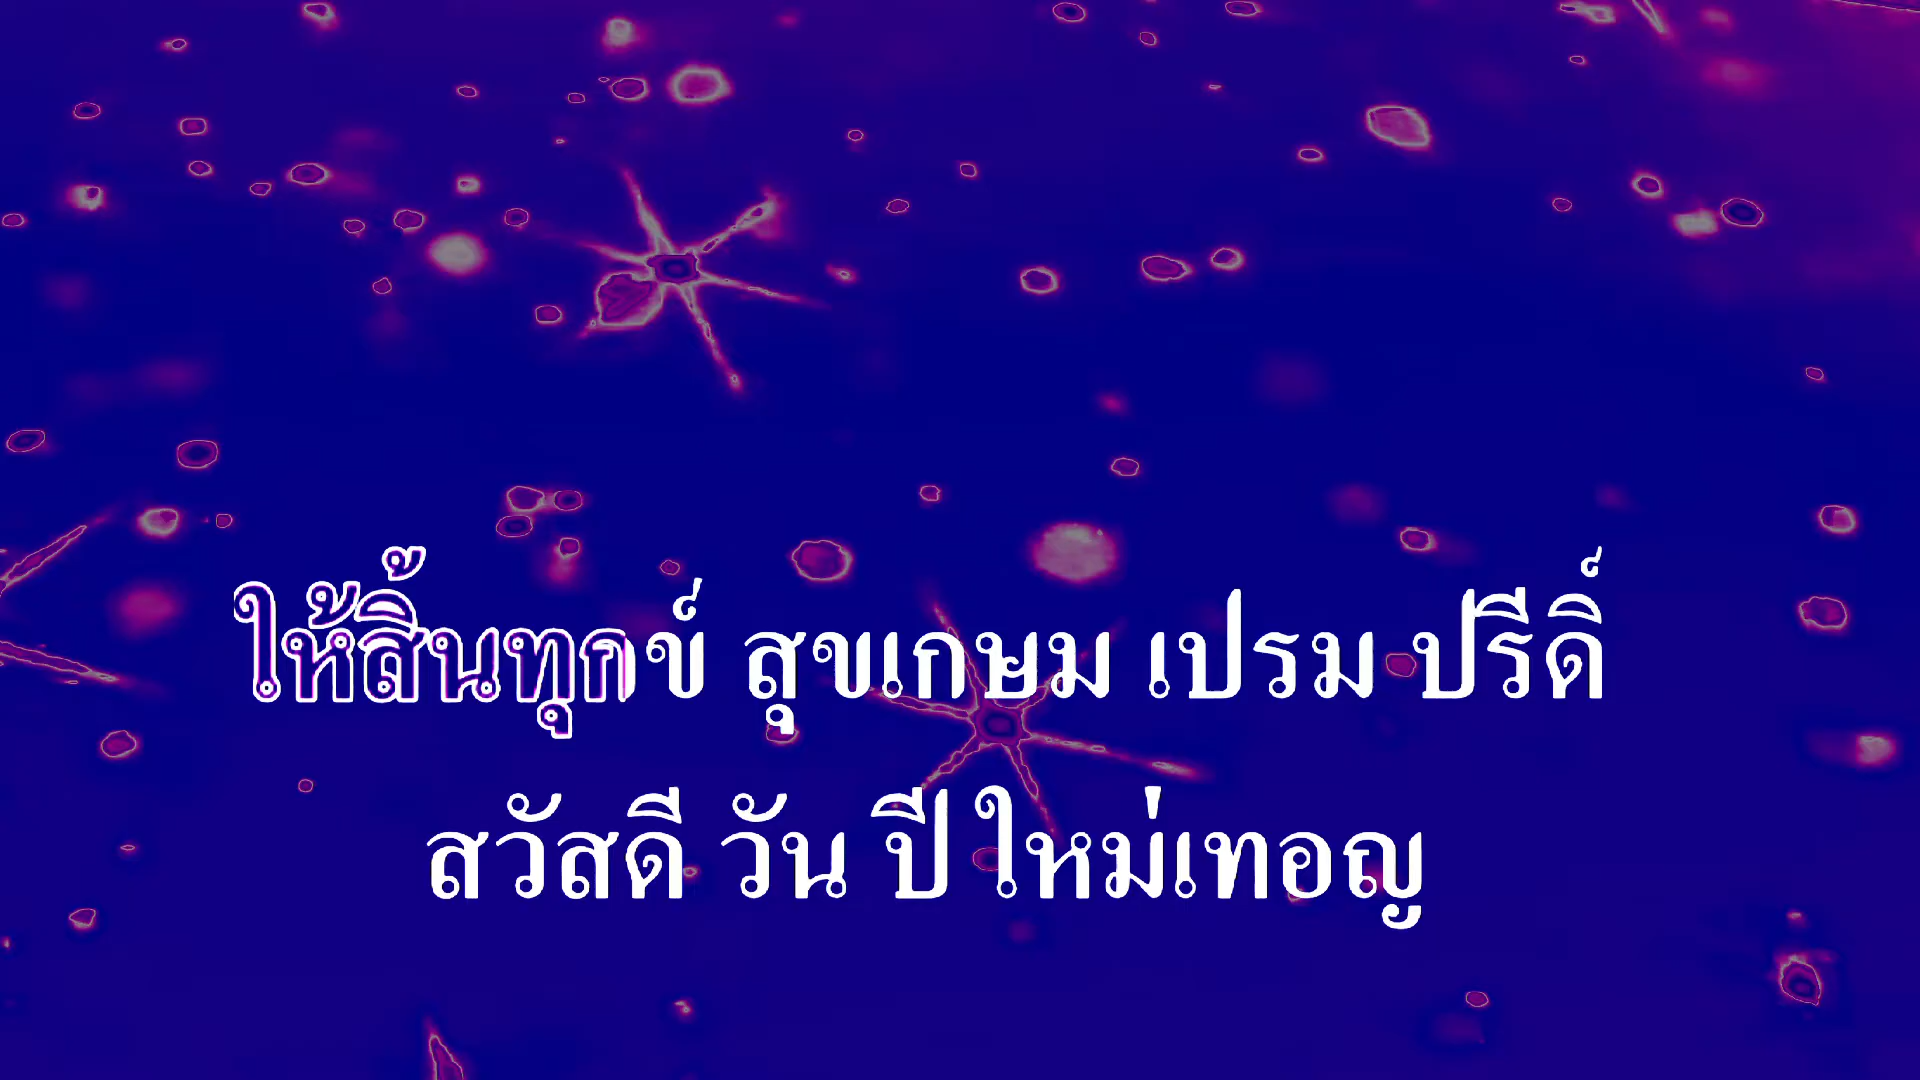 ให้สิ้นทุกข์ สุขเกษม เปรม ปรีดิ์
สวัสดี วัน ปี ใหม่เทอญ